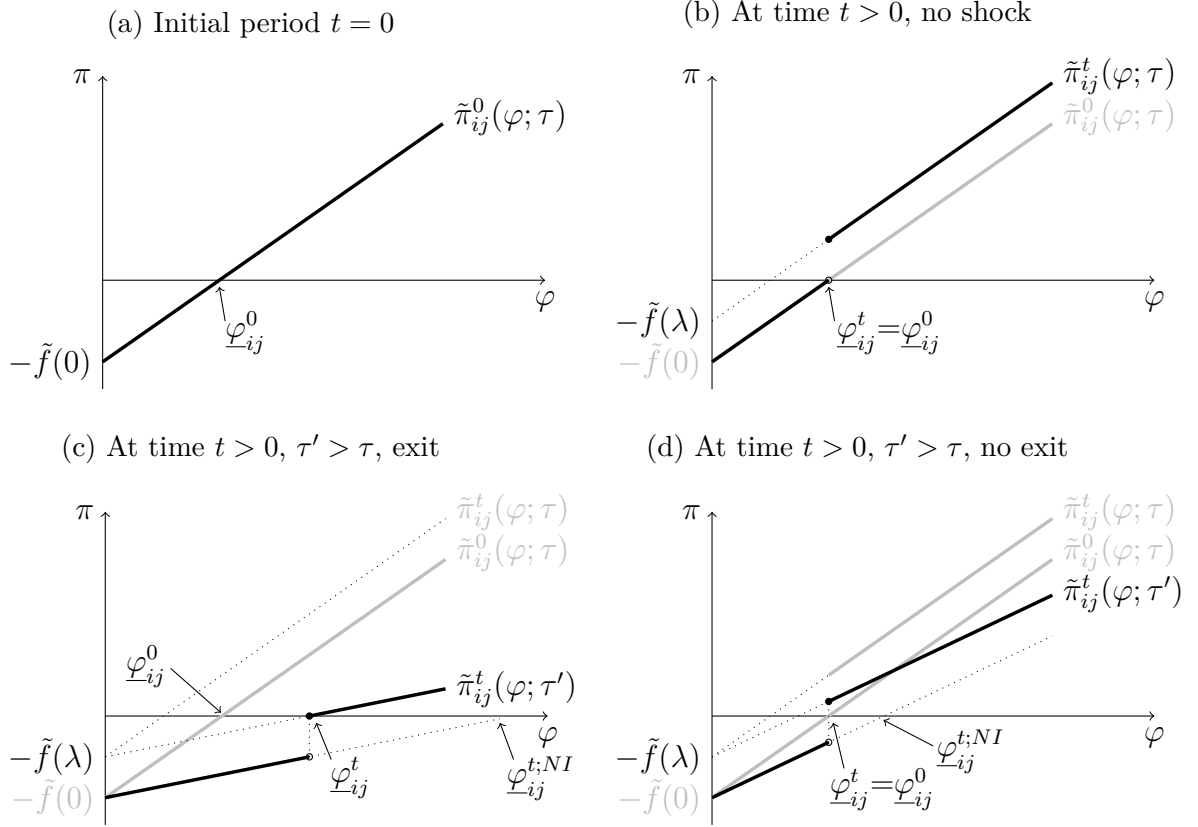 (a) Initial period t = 0
π
π̃⁰ᵢⱼ(φ; τ)
φ
φ̲⁰ᵢⱼ
−f̃(0)
(b) At time t > 0, no shock
π
π̃ᵗᵢⱼ(φ; τ)
π̃⁰ᵢⱼ(φ; τ)
φ
−f̃(λ)
φ̲ᵗᵢⱼ=φ̲⁰ᵢⱼ
−f̃(0)
(c) At time t > 0, τ′ > τ, exit
π
π̃ᵗᵢⱼ(φ; τ)
π̃⁰ᵢⱼ(φ; τ)
φ̲⁰ᵢⱼ
π̃ᵗᵢⱼ(φ; τ′)
φ
−f̃(λ)
φ̲ᵗᵢⱼ
φ̲ᵗ;ᴺᴵᵢⱼ
−f̃(0)
(d) At time t > 0, τ′ > τ, no exit
π
π̃ᵗᵢⱼ(φ; τ)
π̃⁰ᵢⱼ(φ; τ)
π̃ᵗᵢⱼ(φ; τ′)
φ
−f̃(λ)
φ̲ᵗ;ᴺᴵᵢⱼ
−f̃(0)
φ̲ᵗᵢⱼ=φ̲⁰ᵢⱼ